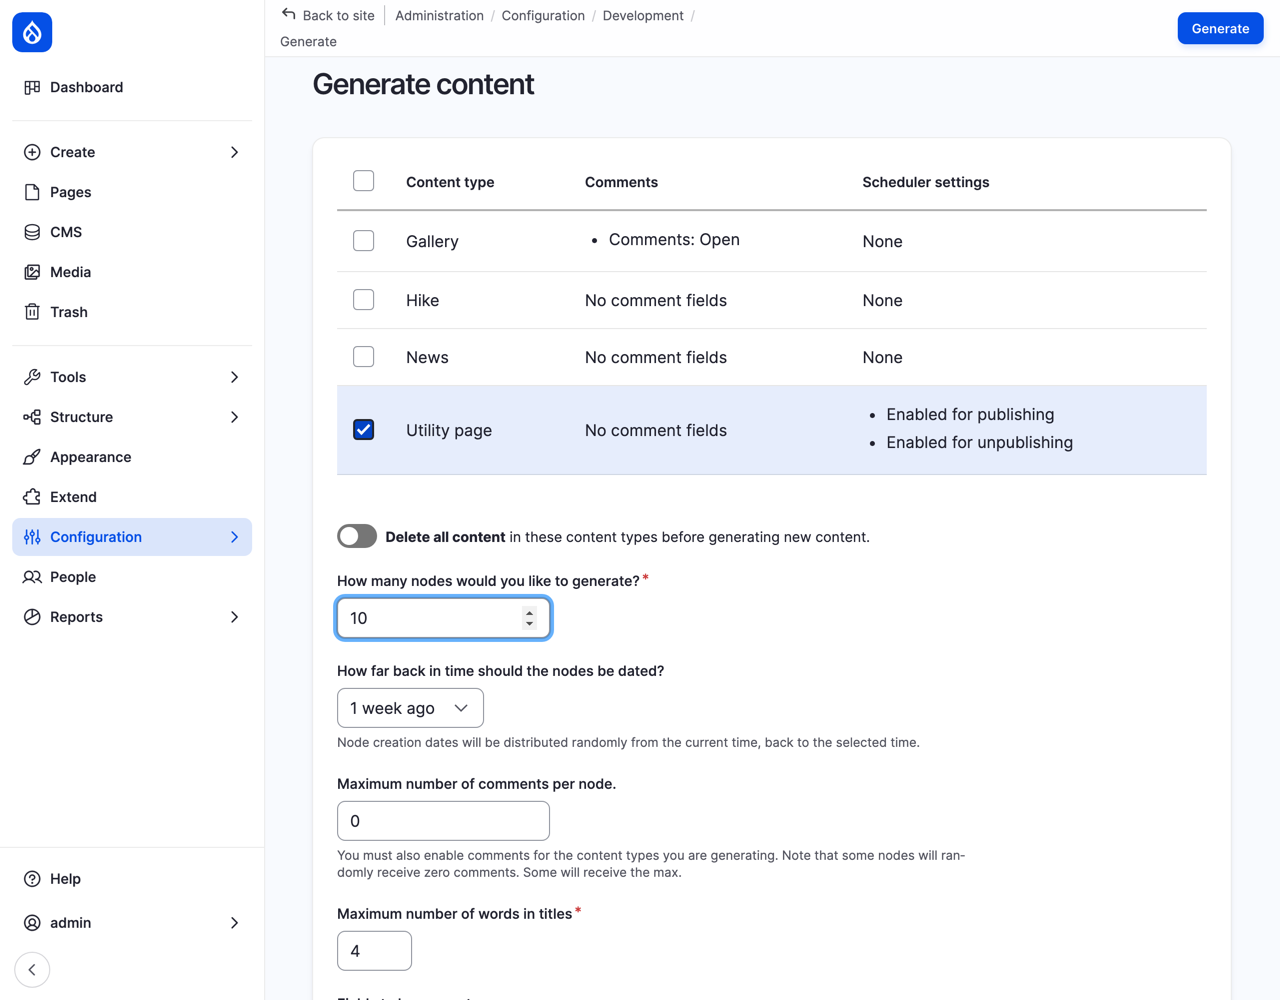 Back to site
Administration / Configuration / Development /
Generate
Generate
Dashboard
Create
Pages
CMS
Media
Trash
Tools
Structure
Appearance
Extend
Configuration
People
Reports
Help
admin
Generate content
Content type Comments Scheduler settings
Gallery • Comments: Open None
Hike No comment fields None
News No comment fields None
Utility page No comment fields • Enabled for publishing
• Enabled for unpublishing
Delete all content in these content types before generating new content.
How many nodes would you like to generate?*
10
How far back in time should the nodes be dated?
1 week ago
Node creation dates will be distributed randomly from the current time, back to the selected time.
Maximum number of comments per node.
0
You must also enable comments for the content types you are generating. Note that some nodes will ran-
domly receive zero comments. Some will receive the max.
Maximum number of words in titles*
4